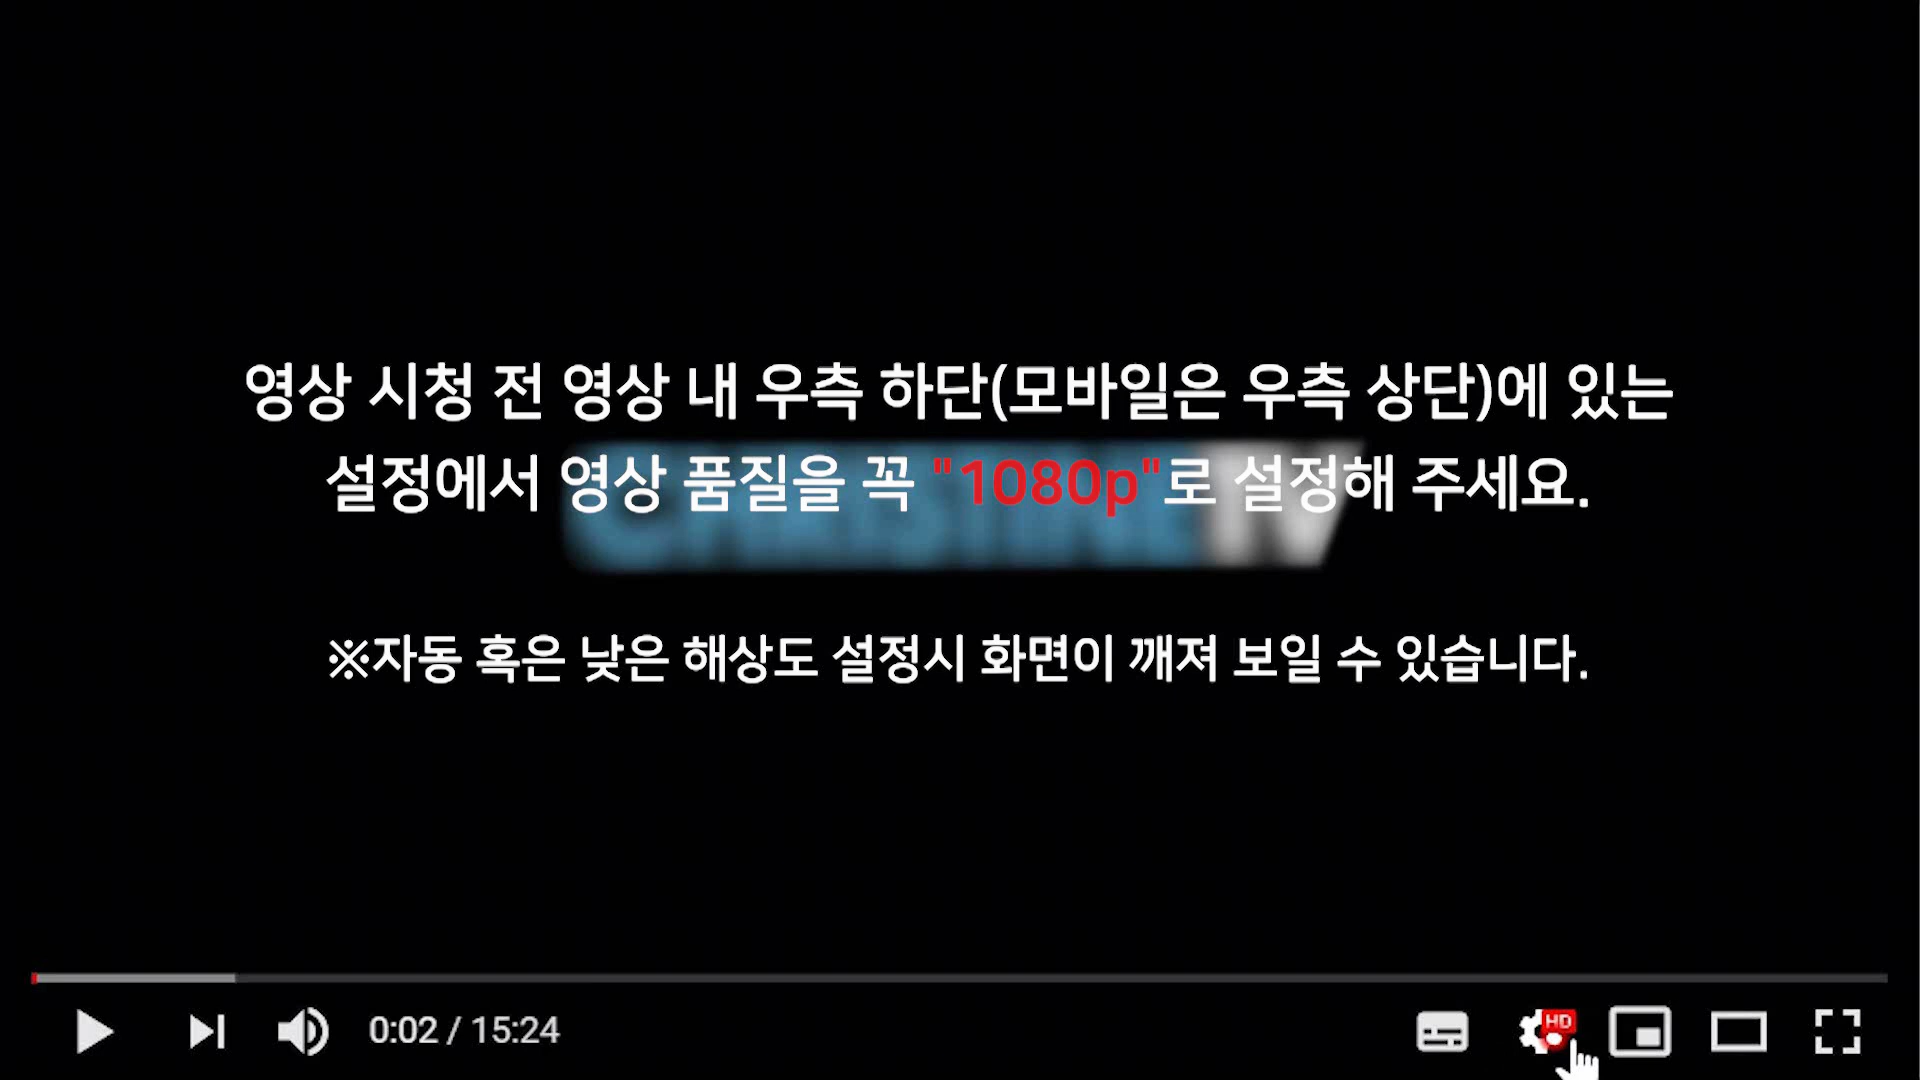 영상 시청 전 영상 내 우측 하단(모바일은 우측 상단)에 있는
설정에서 영상 품질을 꼭 "1080p"로 설정해 주세요.
CHRISTINETV
※자동 혹은 낮은 해상도 설정시 화면이 깨져 보일 수 있습니다.
0:02 / 15:24
HD